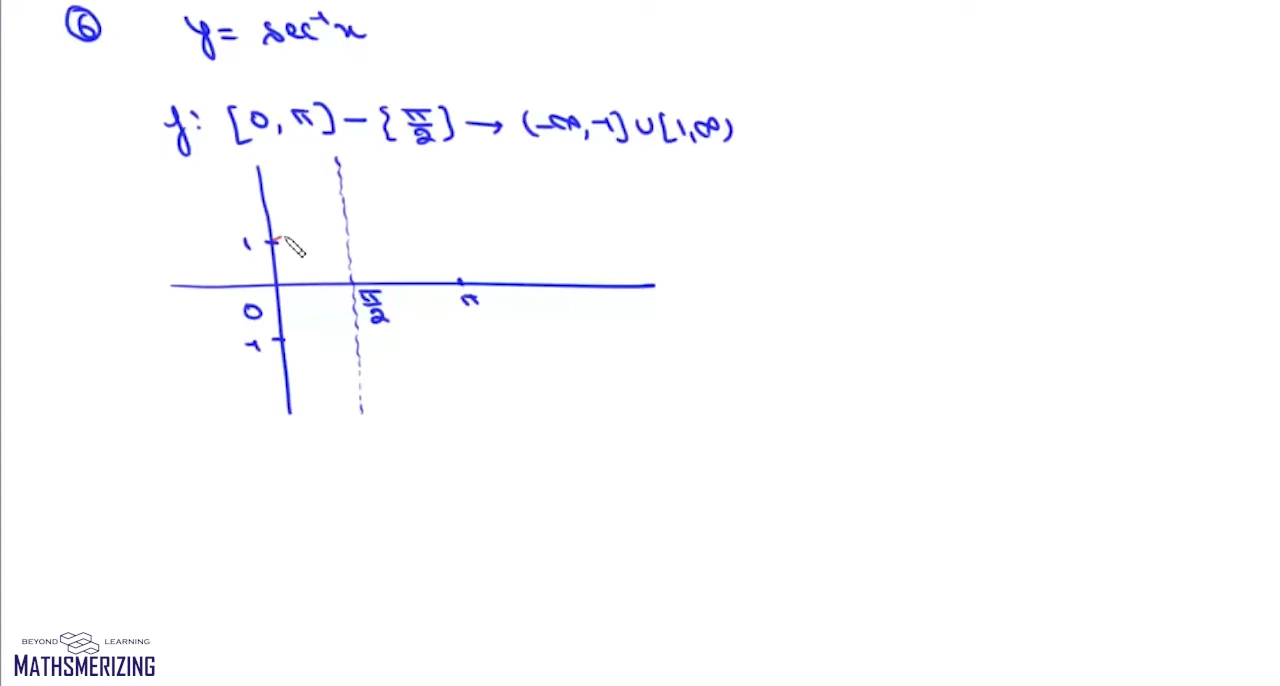 ⑥ y = sec⁻¹x
f: [0, π] - {π/2} → (-∞, -1] ∪ [1, ∞)
1
0 π/2 π
-1
BEYOND LEARNING
MATHSMERIZING